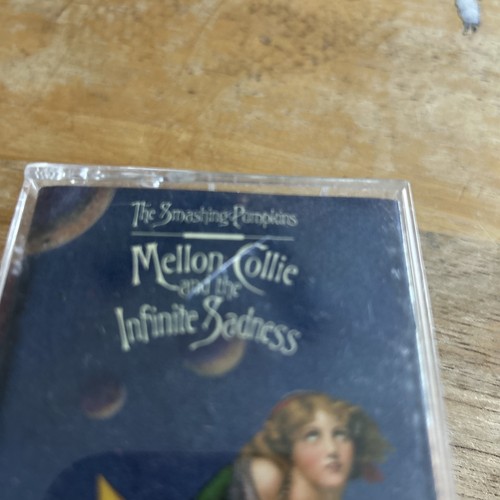 The Smashing Pumpkins
Mellon Collie
and the
Infinite Sadness